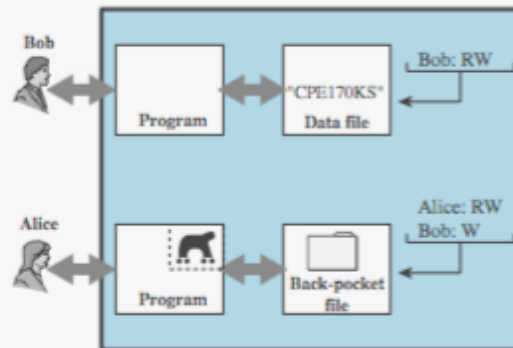 Bob
Program
"CPE170KS"
Data file
Bob: RW
Alice
Program
Back-pocket
file
Alice: RW
Bob: W